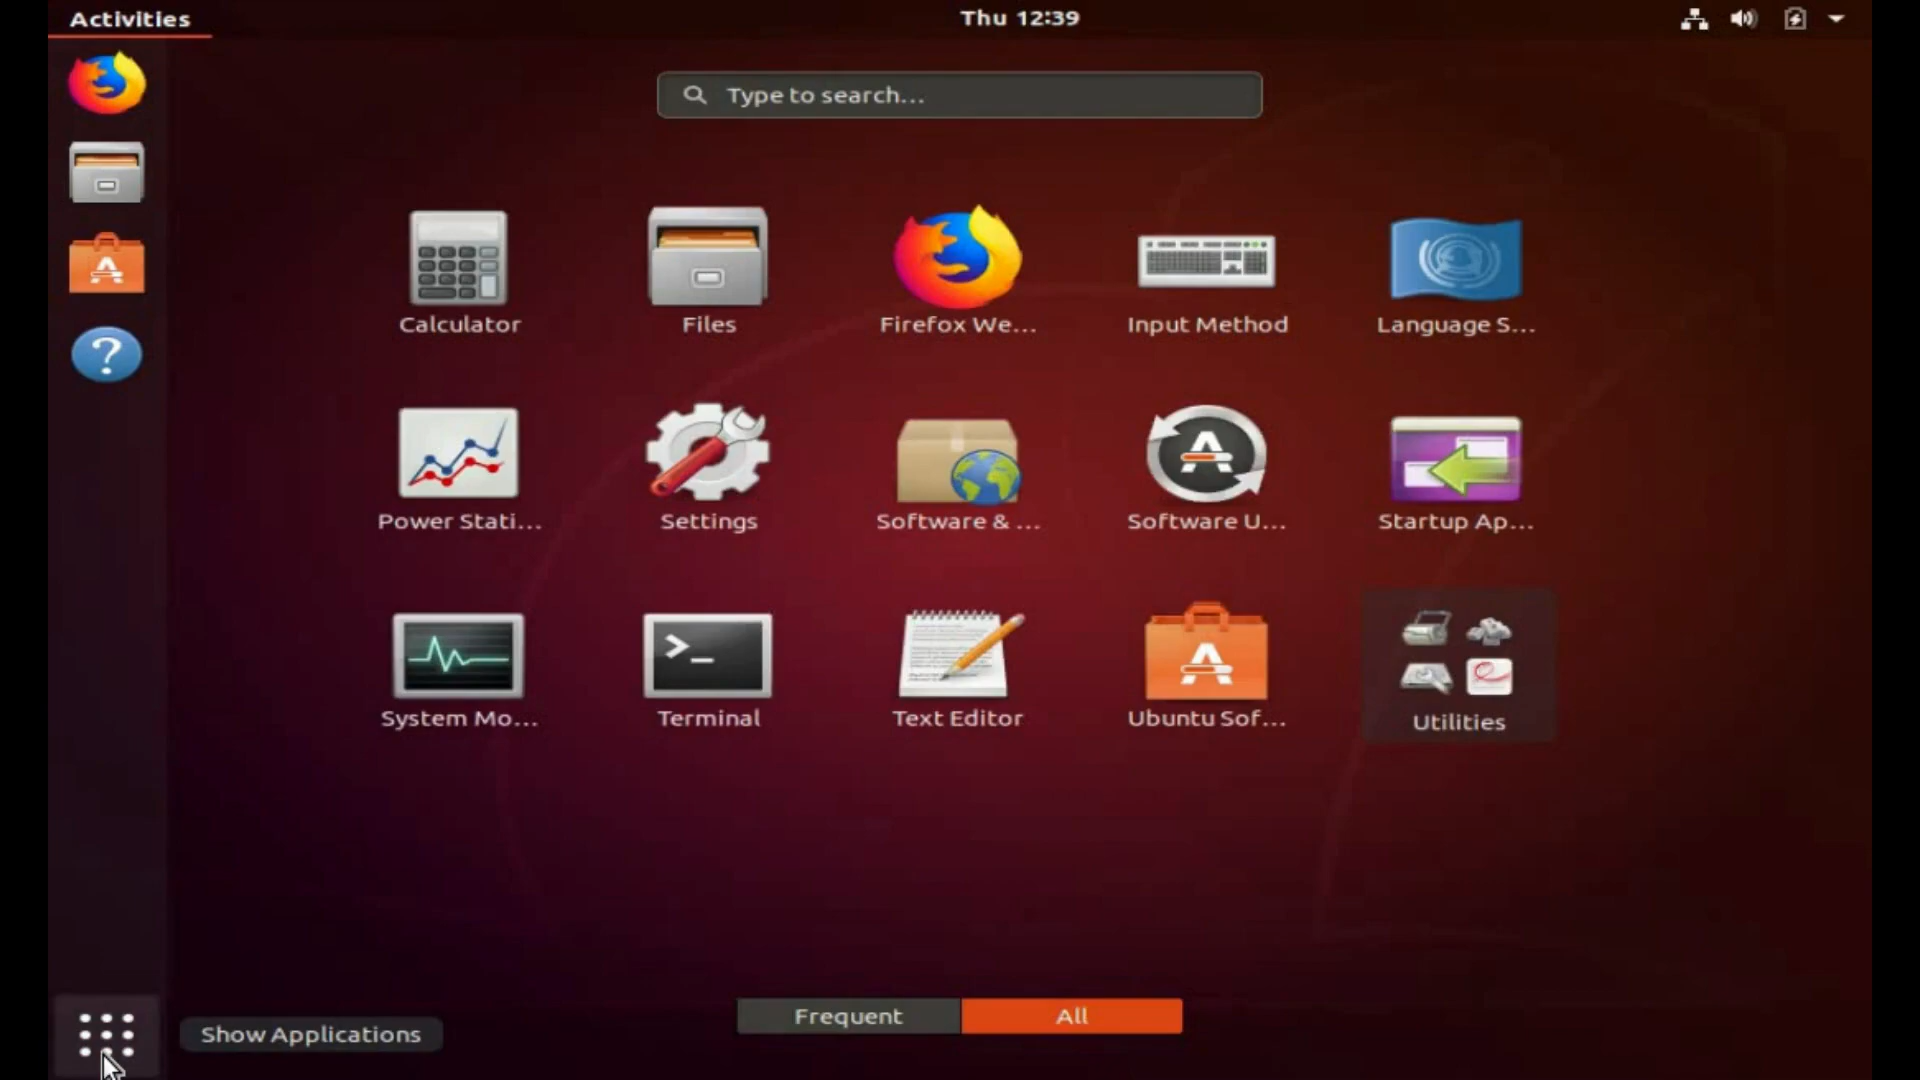 Activities
Thu 12:39
Type to search...
Calculator
Files
Firefox We...
Input Method
Language S...
Power Stati...
Settings
Software & ...
Software U...
Startup Ap...
System Mo...
Terminal
Text Editor
Ubuntu Sof...
Utilities
Frequent
All
Show Applications